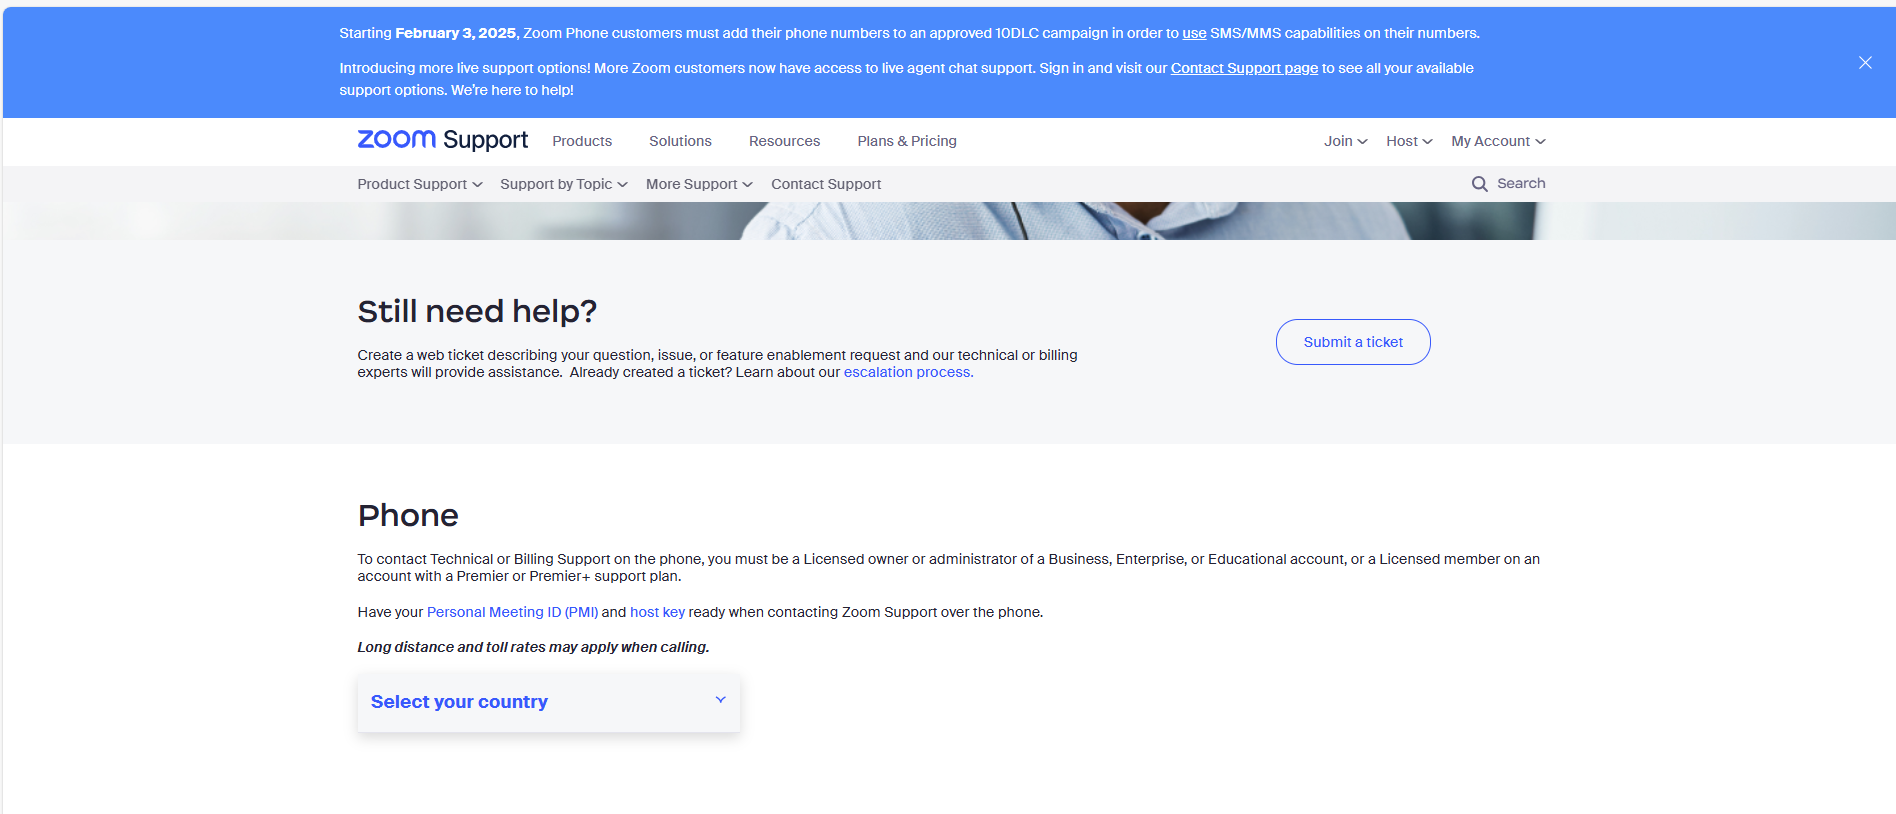 Starting February 3, 2025, Zoom Phone customers must add their phone numbers to an approved 10DLC campaign in order to use SMS/MMS capabilities on their numbers.
Introducing more live support options! More Zoom customers now have access to live agent chat support. Sign in and visit our Contact Support page to see all your available
support options. We're here to help!
zoom Support Products Solutions Resources Plans & Pricing Join Host My Account
Product Support Support by Topic More Support Contact Support Search
Still need help?
Create a web ticket describing your question, issue, or feature enablement request and our technical or billing
experts will provide assistance. Already created a ticket? Learn about our escalation process.
Submit a ticket
Phone
To contact Technical or Billing Support on the phone, you must be a Licensed owner or administrator of a Business, Enterprise, or Educational account, or a Licensed member on an
account with a Premier or Premier+ support plan.
Have your Personal Meeting ID (PMI) and host key ready when contacting Zoom Support over the phone.
Long distance and toll rates may apply when calling.
Select your country